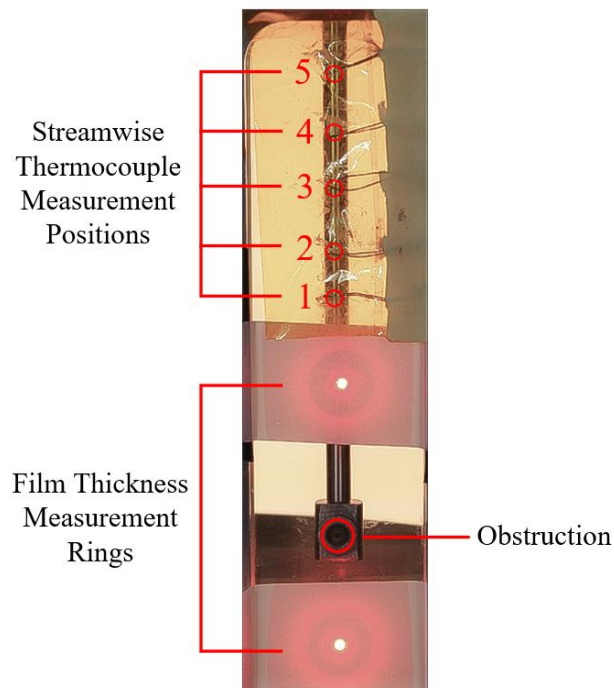 Streamwise
Thermocouple
Measurement
Positions
5
4
3
2
1
Film Thickness
Measurement
Rings
Obstruction